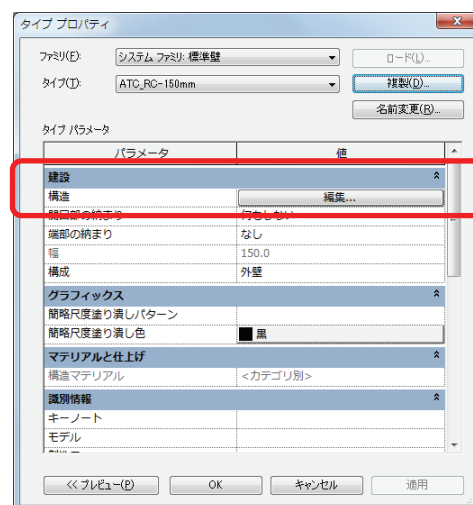 タイプ プロパティ
ファミリ(F): システム ファミリ: 標準壁 ロード(L)...
タイプ(T): ATC_RC-150mm 複製(D)...
名前変更(R)...
タイプ パラメータ
パラメータ 値
建設
構造 編集...
開口部の納まり 何もしない
端部の納まり なし
幅 150.0
構成 外壁
グラフィックス
簡略尺度塗り潰しパターン
簡略尺度塗り潰し色 黒
マテリアルと仕上げ
構造マテリアル <カテゴリ別>
識別情報
キーノート
モデル
<< プレビュー(P) OK キャンセル 適用